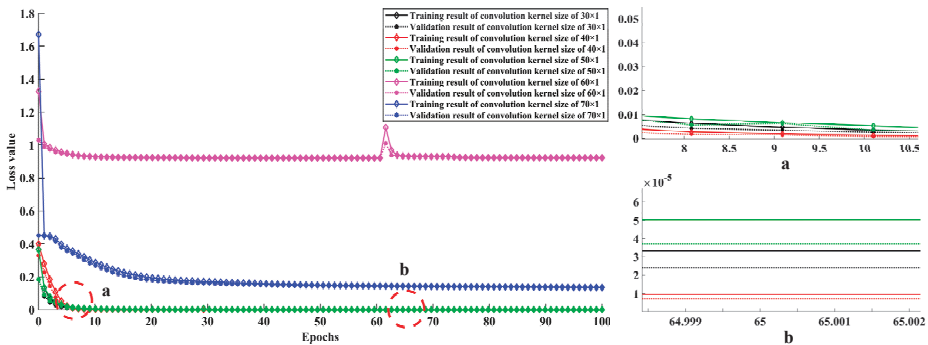 1.8
1.6
1.4
1.2
1
0.8
0.6
0.4
0.2
0
Loss value
0 10 20 30 40 50 60 70 80 90 100
Epochs
a
b
Training result of convolution kernel size of 30×1
Validation result of convolution kernel size of 30×1
Training result of convolution kernel size of 40×1
Validation result of convolution kernel size of 40×1
Training result of convolution kernel size of 50×1
Validation result of convolution kernel size of 50×1
Training result of convolution kernel size of 60×1
Validation result of convolution kernel size of 60×1
Training result of convolution kernel size of 70×1
Validation result of convolution kernel size of 70×1
0.05
0.04
0.03
0.02
0.01
0
8 8.5 9 9.5 10 10.5
a
×10⁻⁵
6
5
4
3
2
1
64.999 65 65.001 65.002
b